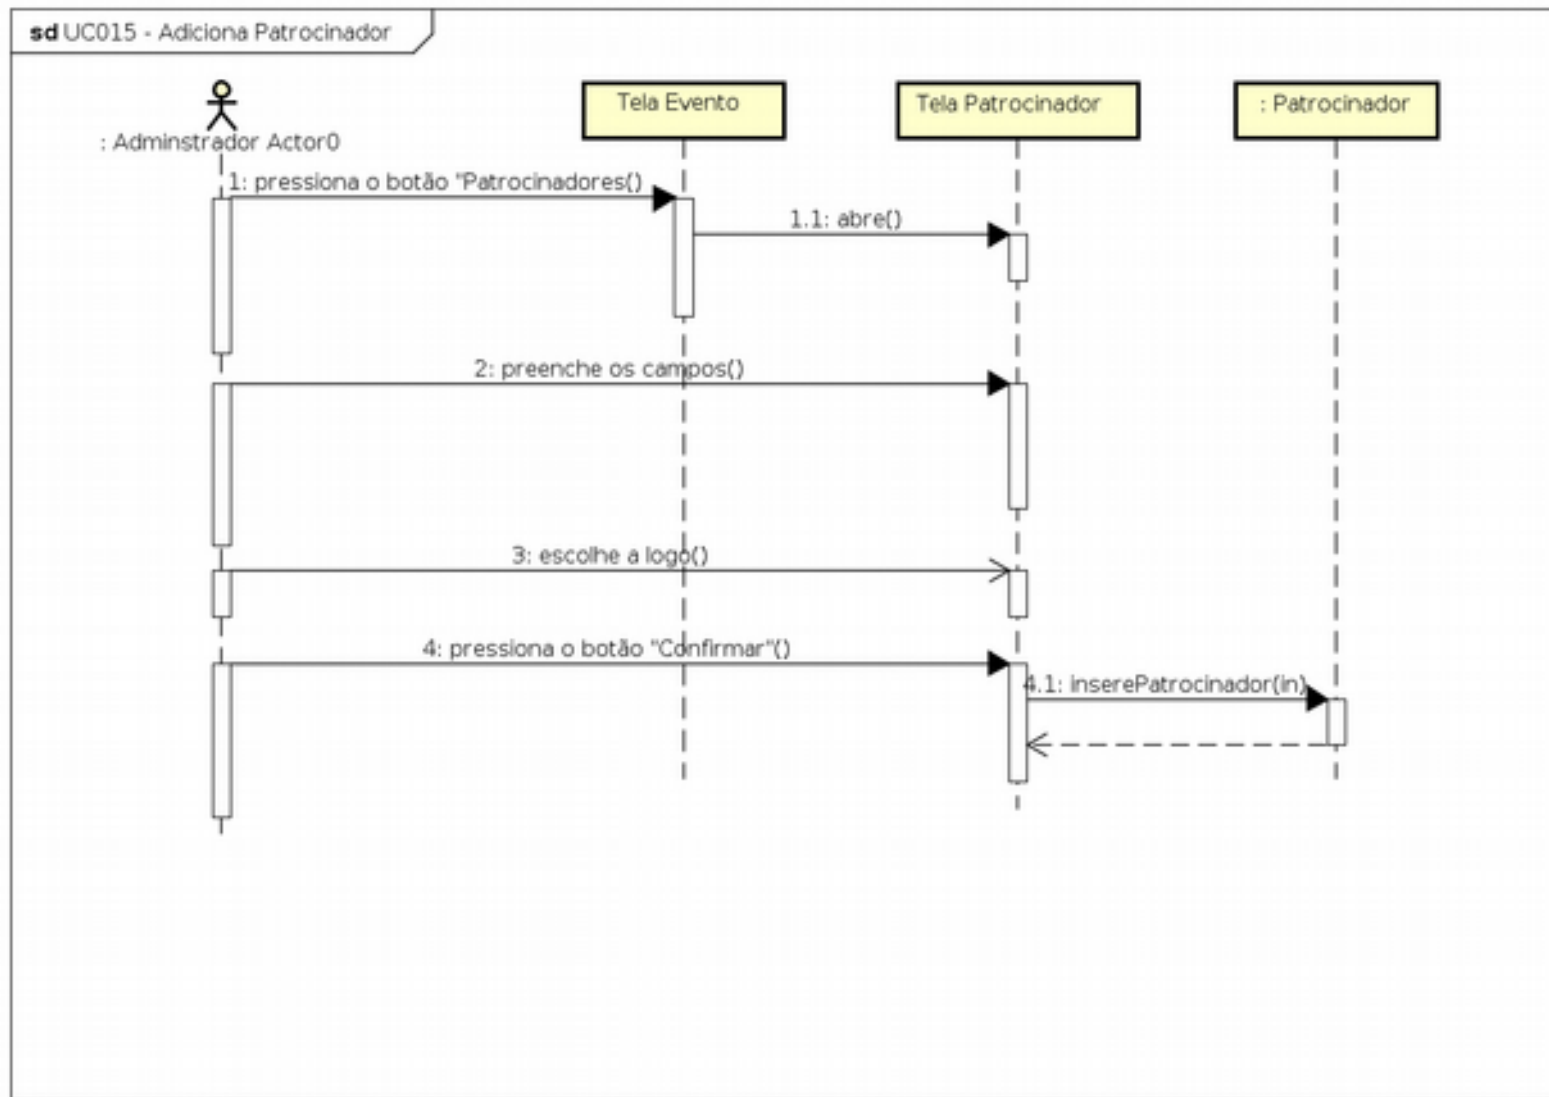 sd UC015 - Adiciona Patrocinador
: Adminstrador Actor0
Tela Evento
Tela Patrocinador
: Patrocinador
1: pressiona o botão "Patrocinadores()
1.1: abre()
2: preenche os campos()
3: escolhe a logo()
4: pressiona o botão "Confirmar"()
4.1: inserePatrocinador(in)